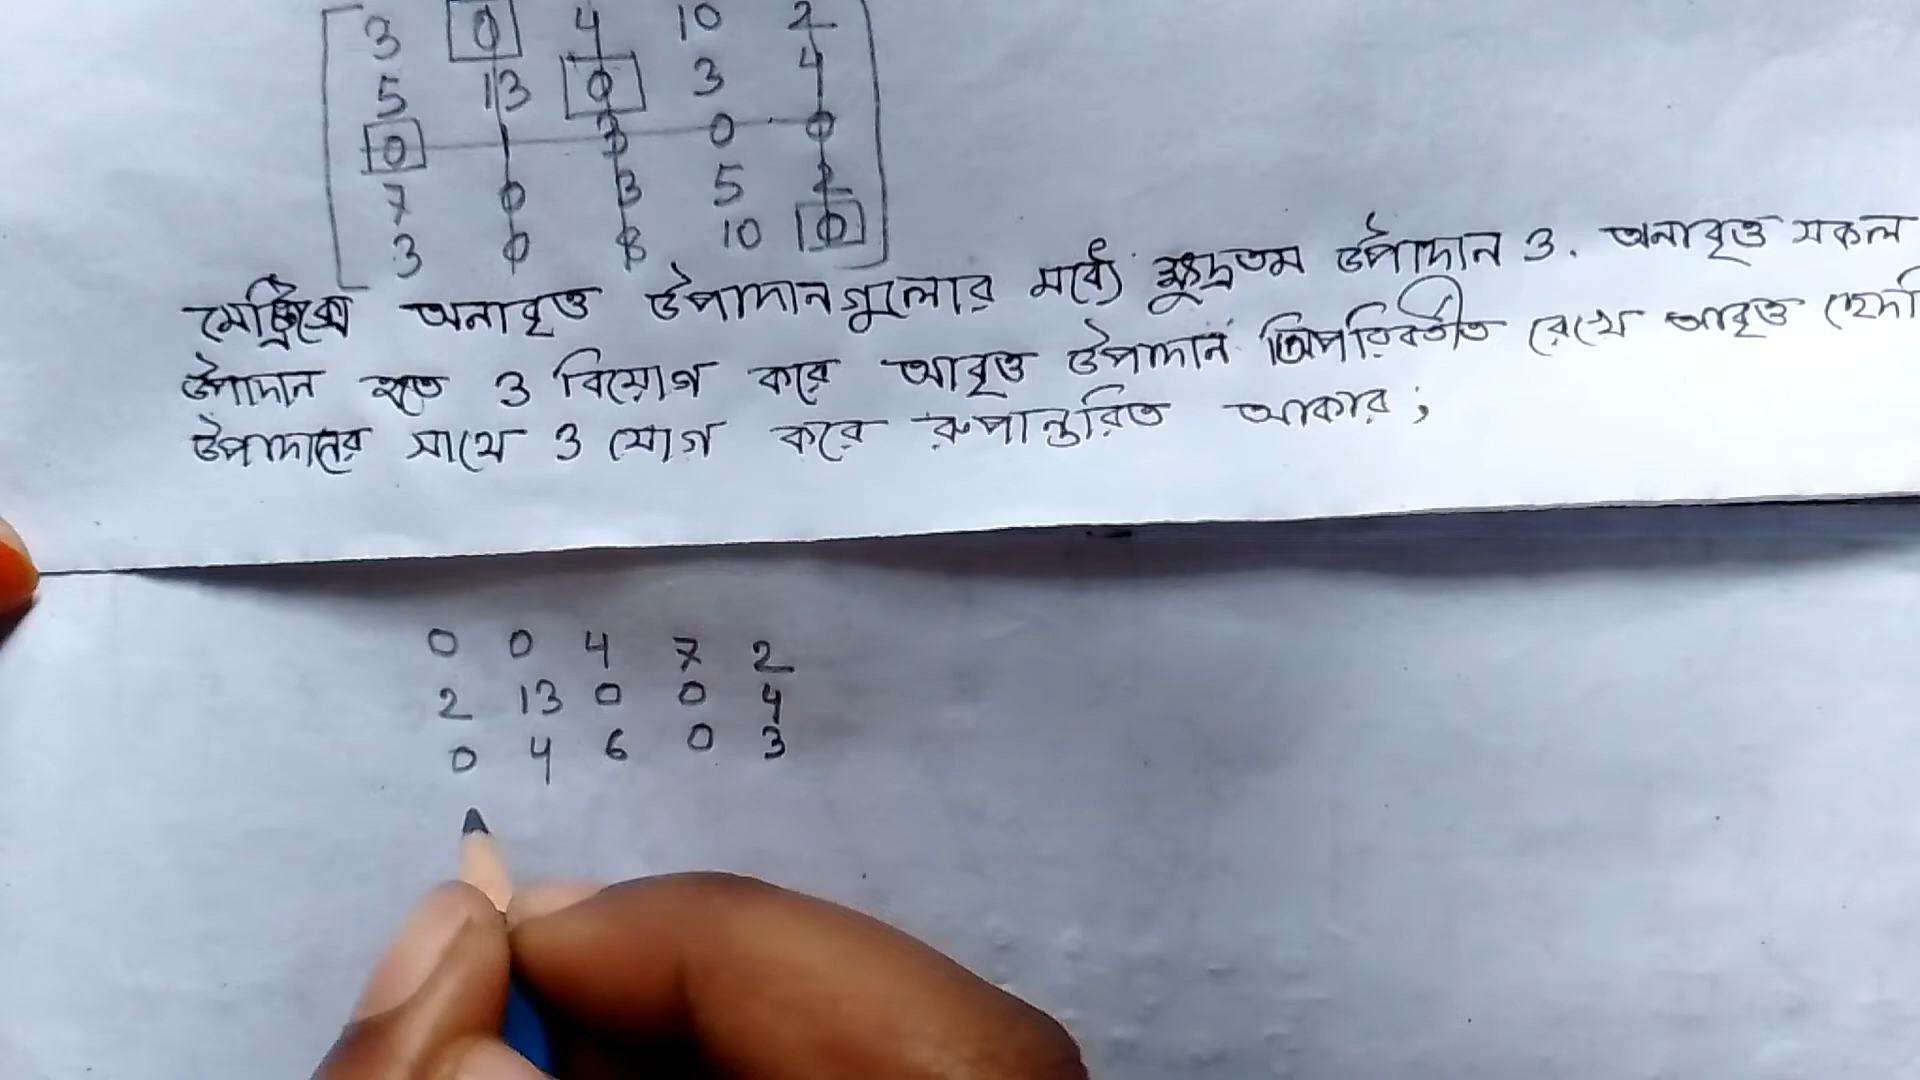 3 0 4 10 2
5 13 0 3 4
0 1 3 0 0
7 0 3 5 2
3 0 8 10 0
মেট্রিক্সে অনাবৃত উপাদানগুলোর মধ্যে ক্ষুদ্রতম উপাদান 3. অনাবৃত সকল
উপাদান হতে 3 বিয়োগ করে আবৃত উপাদান অপরিবর্তীত রেখে আবৃত ছেদ
উপাদানের সাথে 3 যোগ করে রুপান্তরিত আকার ;
0 0 4 7 2
2 13 0 0 4
0 4 6 0 3